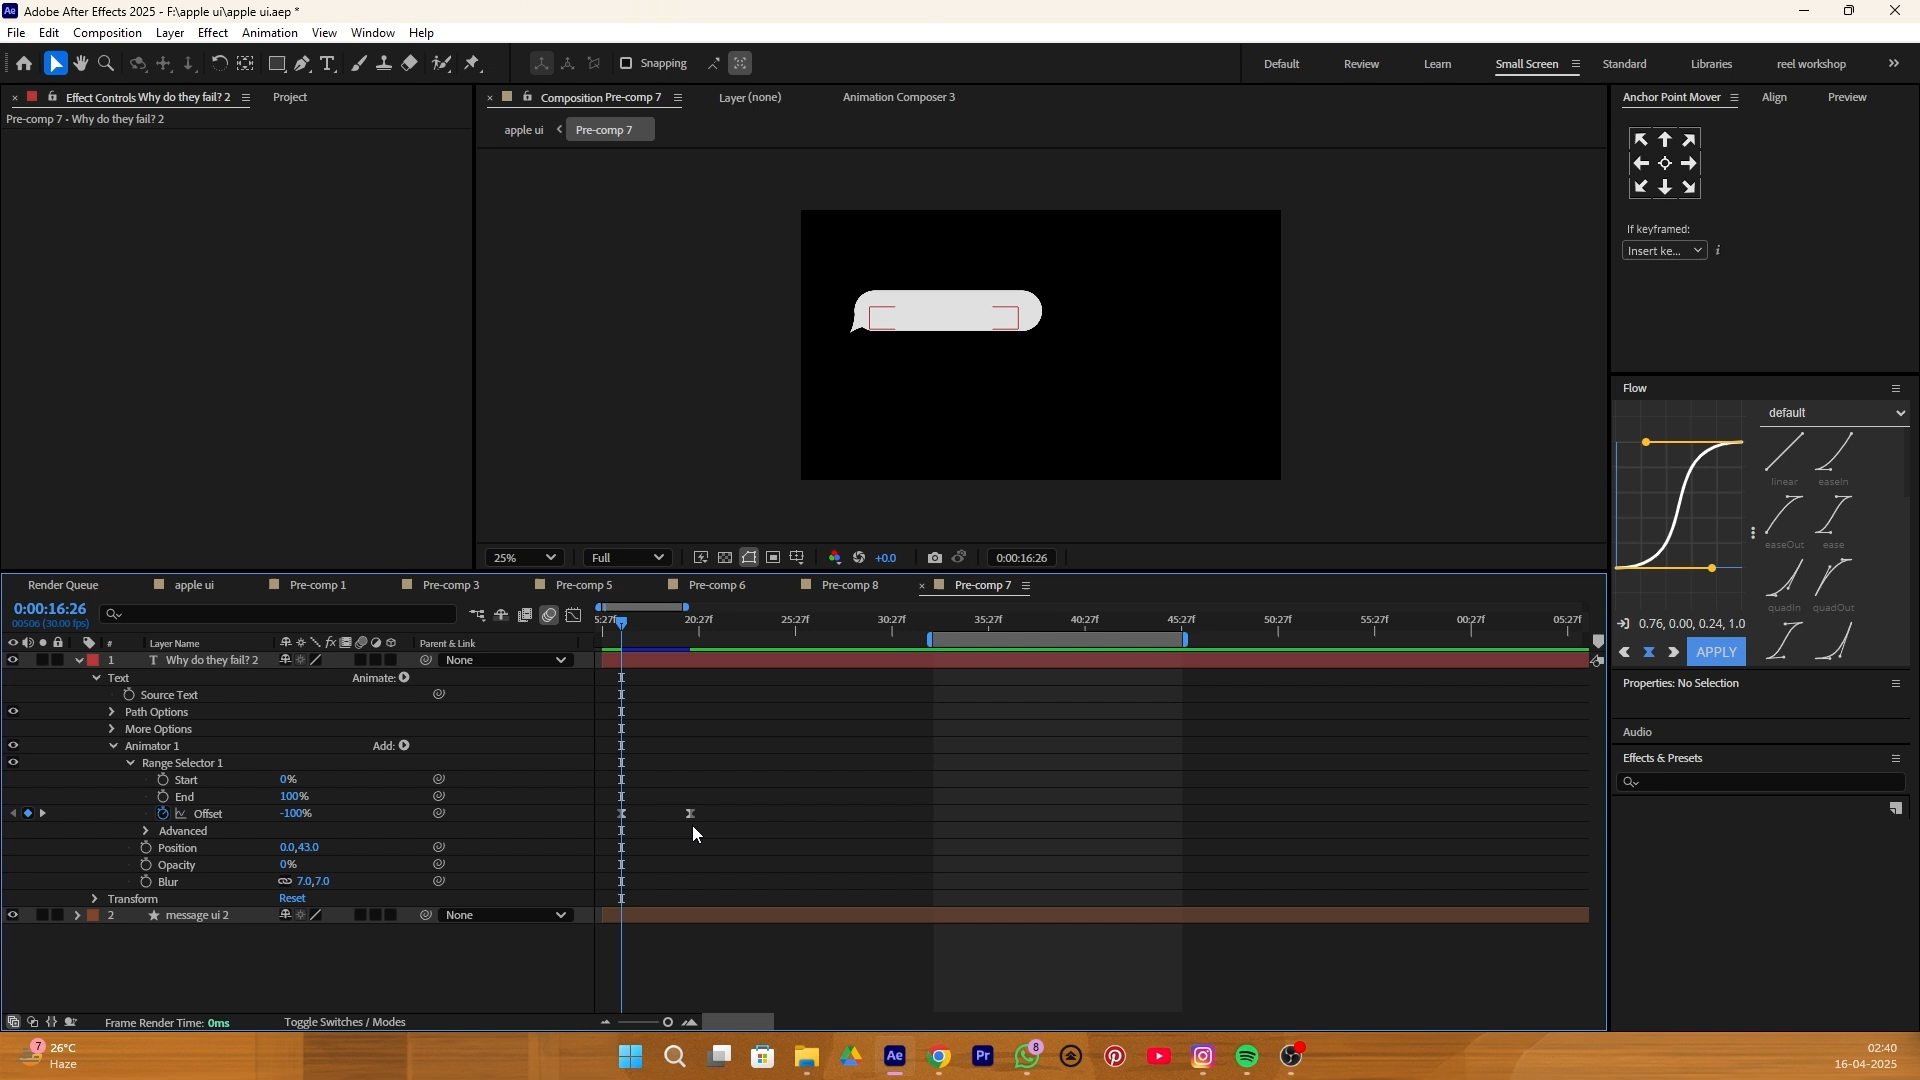 Adobe After Effects 2025 - F:\apple ui\apple ui.aep *
File Edit Composition Layer Effect Animation View Window Help
Snapping Default Review Learn Small Screen Standard Libraries reel workshop
Effect Controls Why do they fail? 2 Project
Pre-comp 7 • Why do they fail? 2
Composition Pre-comp 7 Layer (none) Animation Composer 3
apple ui Pre-comp 7
Anchor Point Mover Align Preview
If keyframed:
Insert ke...
Flow
default
linear easeIn
easeOut ease
quadIn quadOut
0.76, 0.00, 0.24, 1.0
APPLY
Properties: No Selection
Audio
Effects & Presets
25% Full +0.0 0:00:16:26
Render Queue apple ui Pre-comp 1 Pre-comp 3 Pre-comp 5 Pre-comp 6 Pre-comp 8 Pre-comp 7
0:00:16:26
00506 (30.00 fps)
5:27f 20:27f 25:27f 30:27f 35:27f 40:27f 45:27f 50:27f 55:27f 00:27f 05:27f
# Layer Name Parent & Link
1 T Why do they fail? 2 None
Text Animate:
Source Text
Path Options
More Options
Animator 1 Add:
Range Selector 1
Start 0%
End 100%
Offset -100%
Advanced
Position 0.0,43.0
Opacity 0%
Blur 7.0,7.0
Transform Reset
2 message ui 2 None
Frame Render Time: 0ms Toggle Switches / Modes
7 26°C
Haze
Ae Pr 8
02:40
16-04-2025